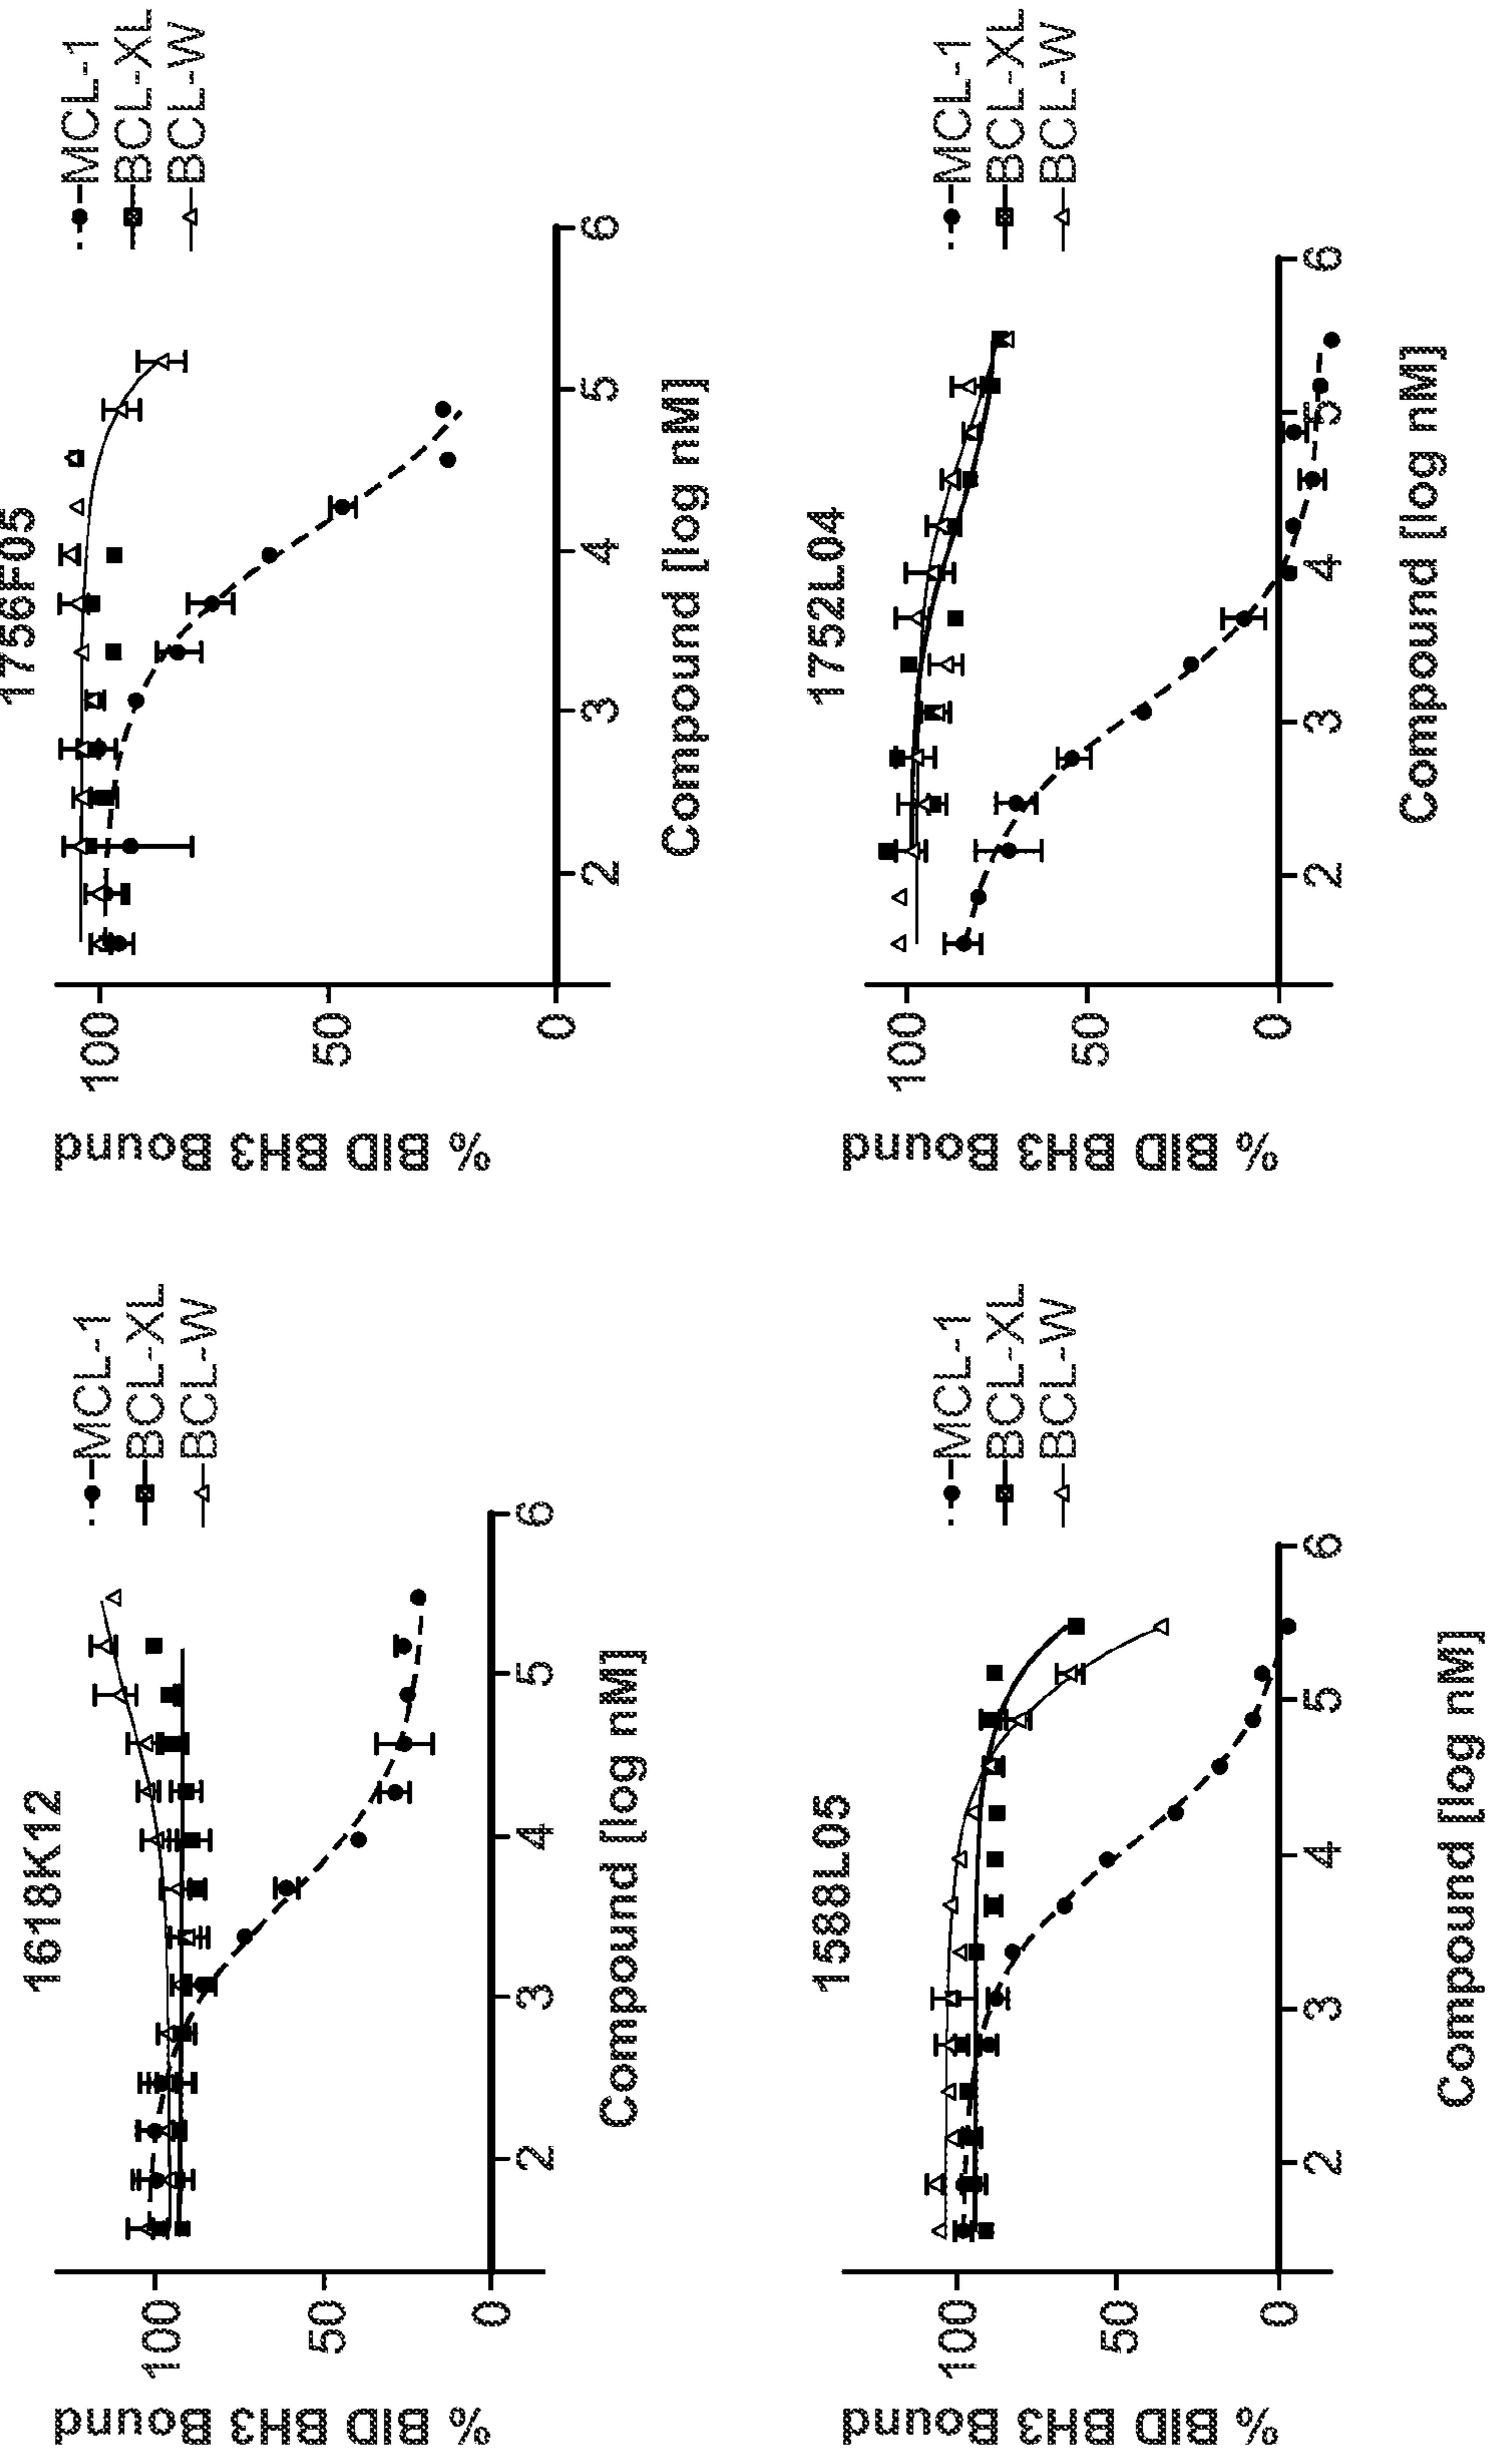 1618K12
% BID BH3 Bound
100
50
0
2 3 4 5 6
Compound [log nM]
MCL-1
BCL-XL
BCL-W
1756F05
% BID BH3 Bound
100
50
0
2 3 4 5 6
Compound [log nM]
MCL-1
BCL-XL
BCL-W
1588L05
% BID BH3 Bound
100
50
0
2 3 4 5 6
Compound [log nM]
MCL-1
BCL-XL
BCL-W
1752L04
% BID BH3 Bound
100
50
0
2 3 4 5 6
Compound [log nM]
MCL-1
BCL-XL
BCL-W